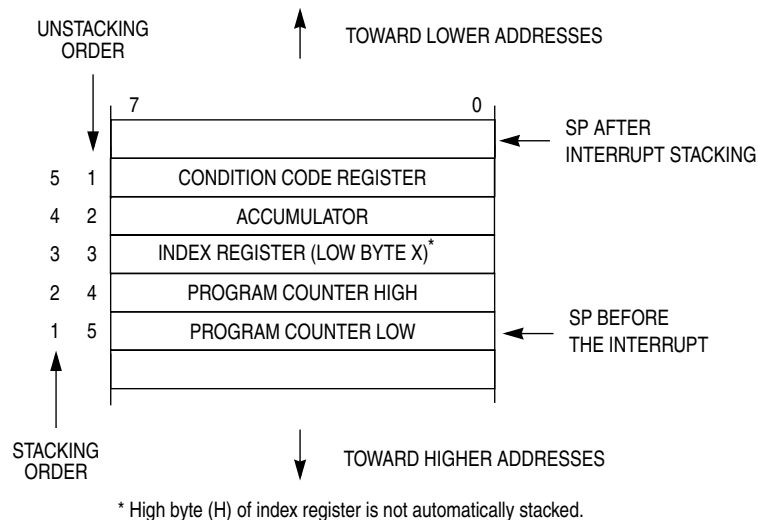 UNSTACKING
ORDER
TOWARD LOWER ADDRESSES
7 0
SP AFTER
INTERRUPT STACKING
5 1 CONDITION CODE REGISTER
4 2 ACCUMULATOR
3 3 INDEX REGISTER (LOW BYTE X)*
2 4 PROGRAM COUNTER HIGH
1 5 PROGRAM COUNTER LOW
SP BEFORE
THE INTERRUPT
STACKING
ORDER
TOWARD HIGHER ADDRESSES
* High byte (H) of index register is not automatically stacked.